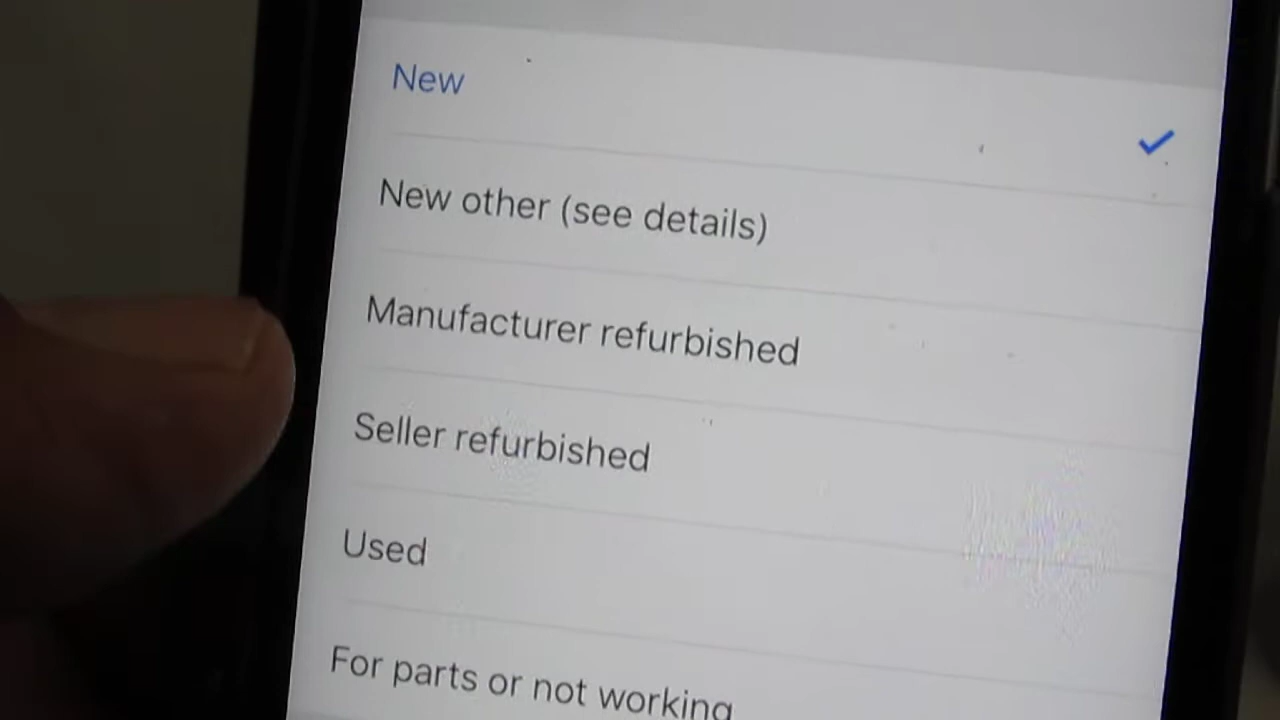 New
New other (see details)
Manufacturer refurbished
Seller refurbished
Used
For parts or not working